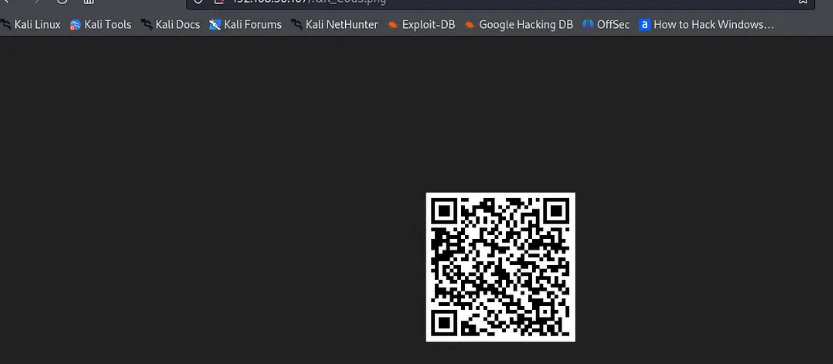 Kali Linux Kali Tools Kali Docs Kali Forums Kali NetHunter Exploit-DB Google Hacking DB OffSec How to Hack Windows…